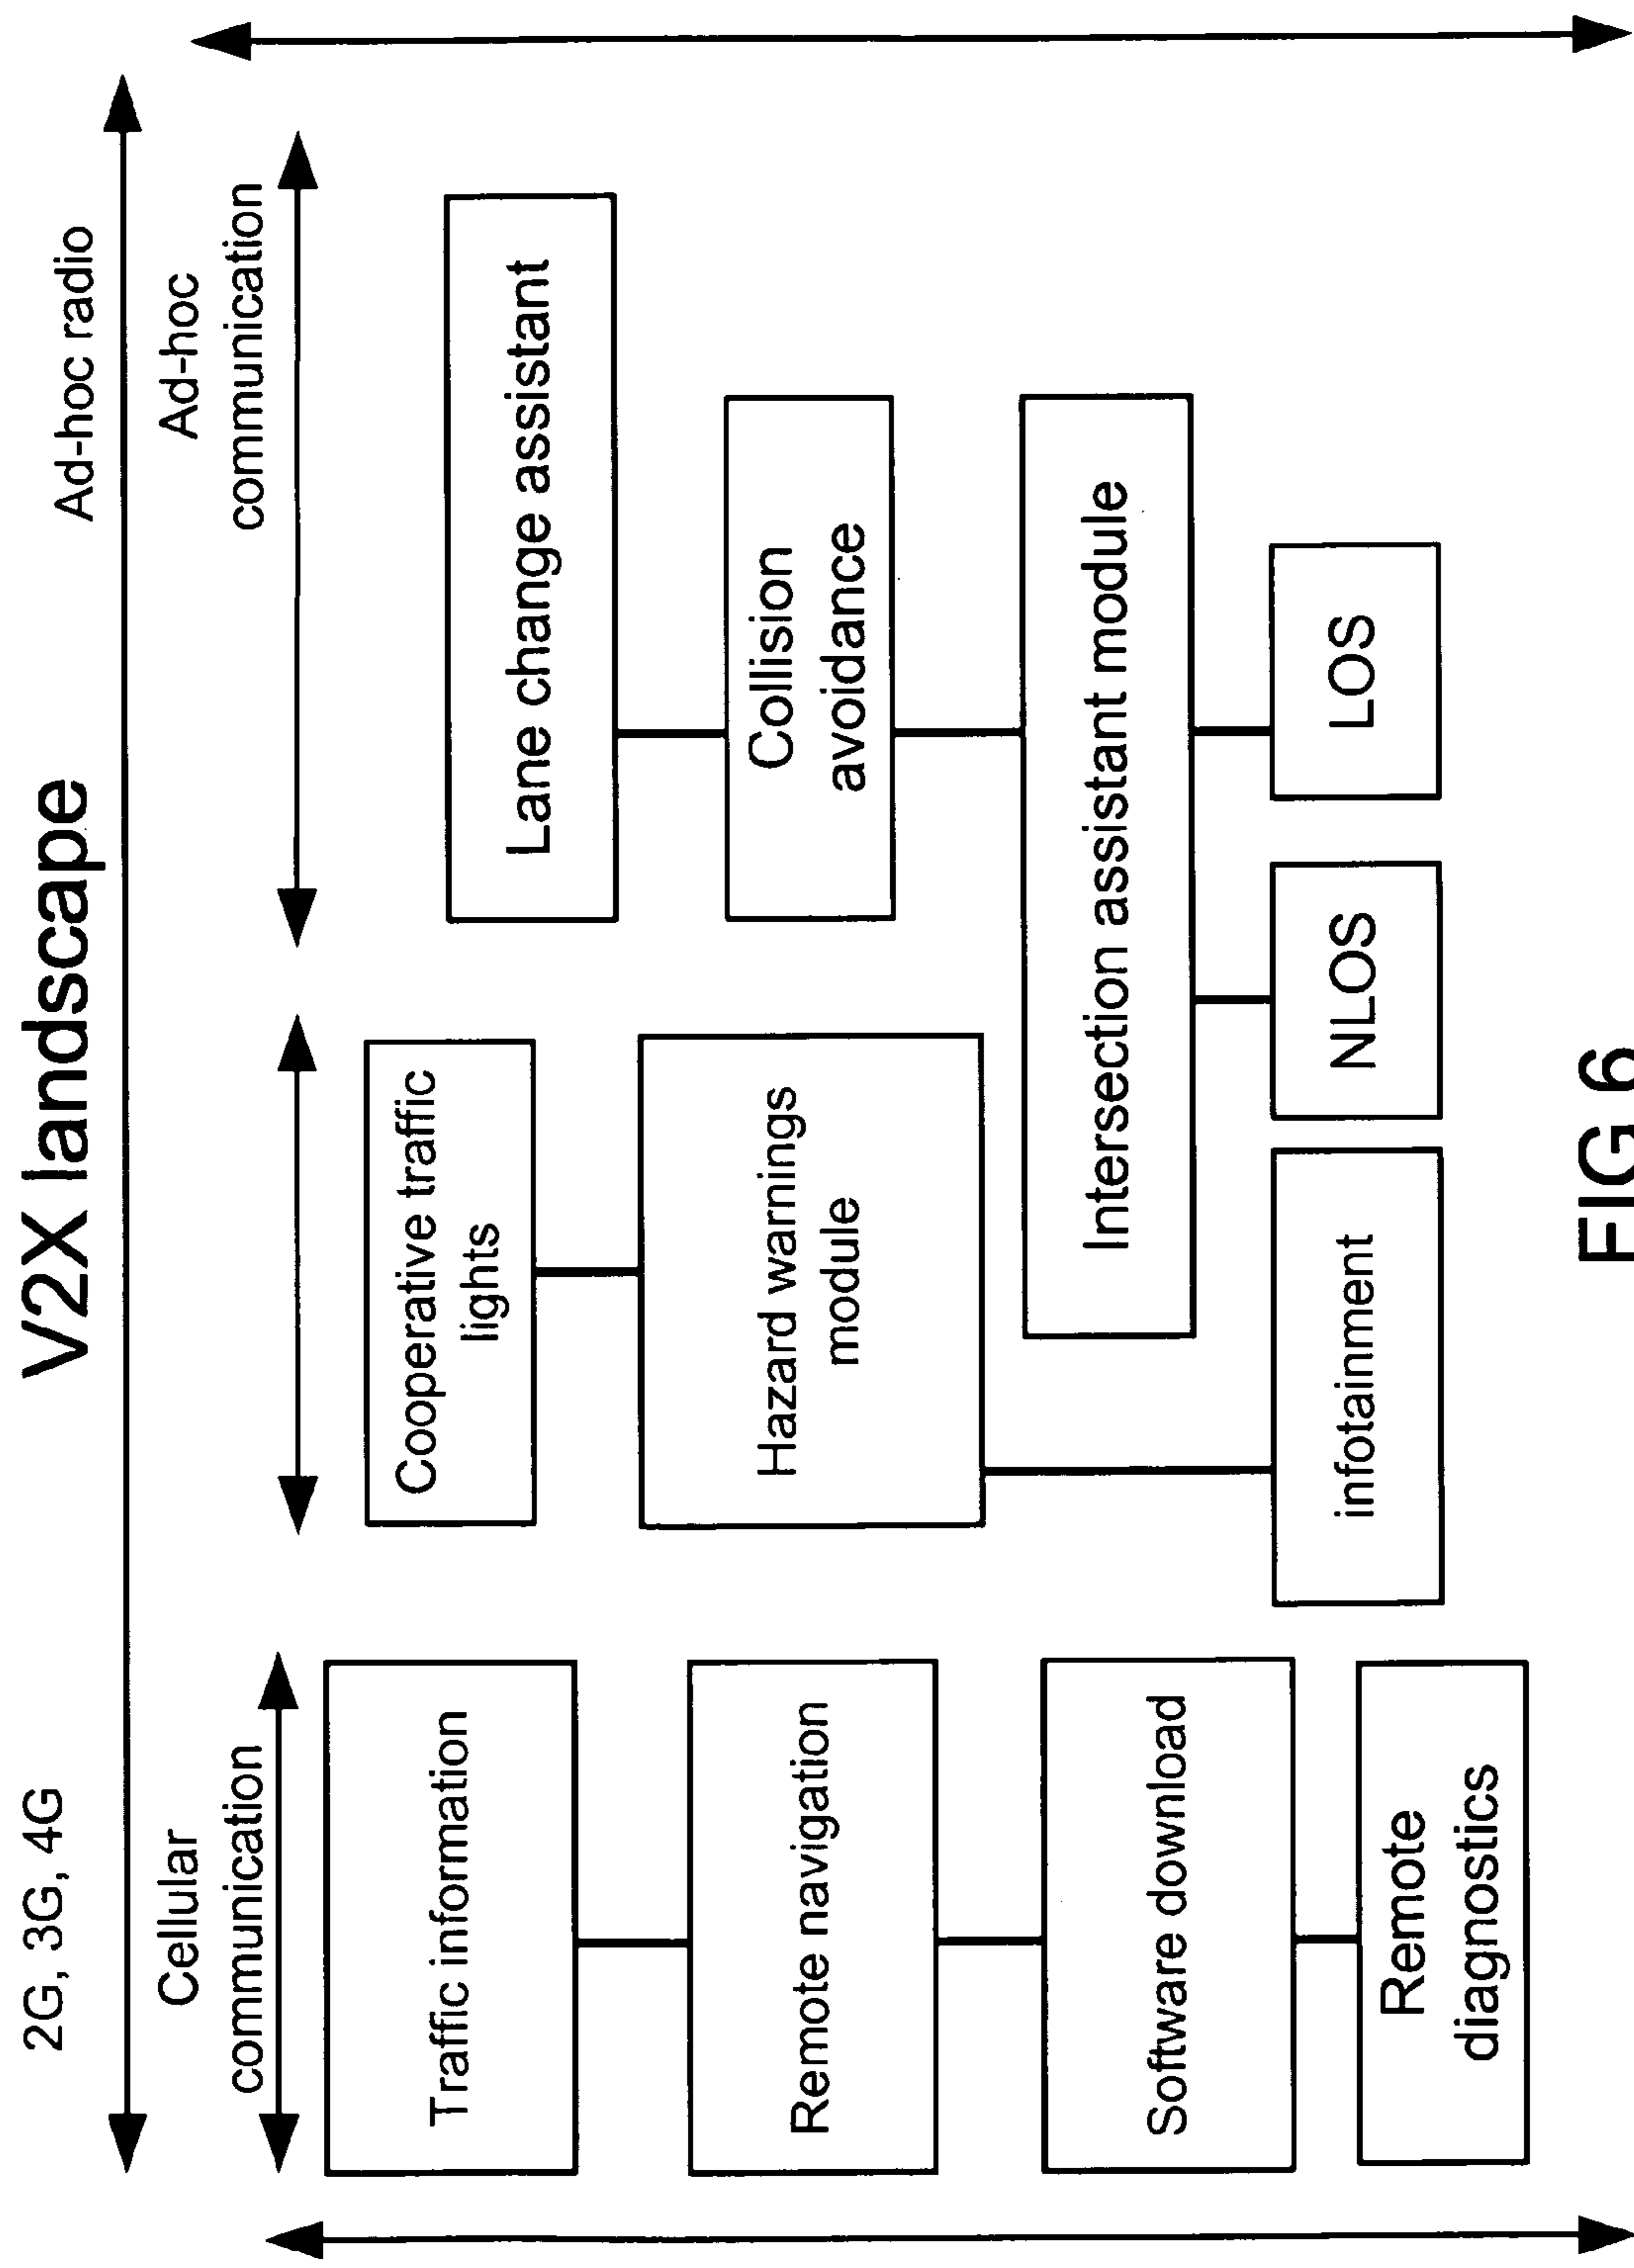 V2X landscape
2G, 3G, 4G
Ad-hoc radio
Cellular
communication
Ad-hoc
communication
Traffic information
Remote navigation
Software download
Remote
diagnostics
Cooperative traffic
lights
Hazard warnings
module
infotainment
Lane change assistant
Collision
avoidance
Intersection assistant module
NLOS
LOS
FIG 6